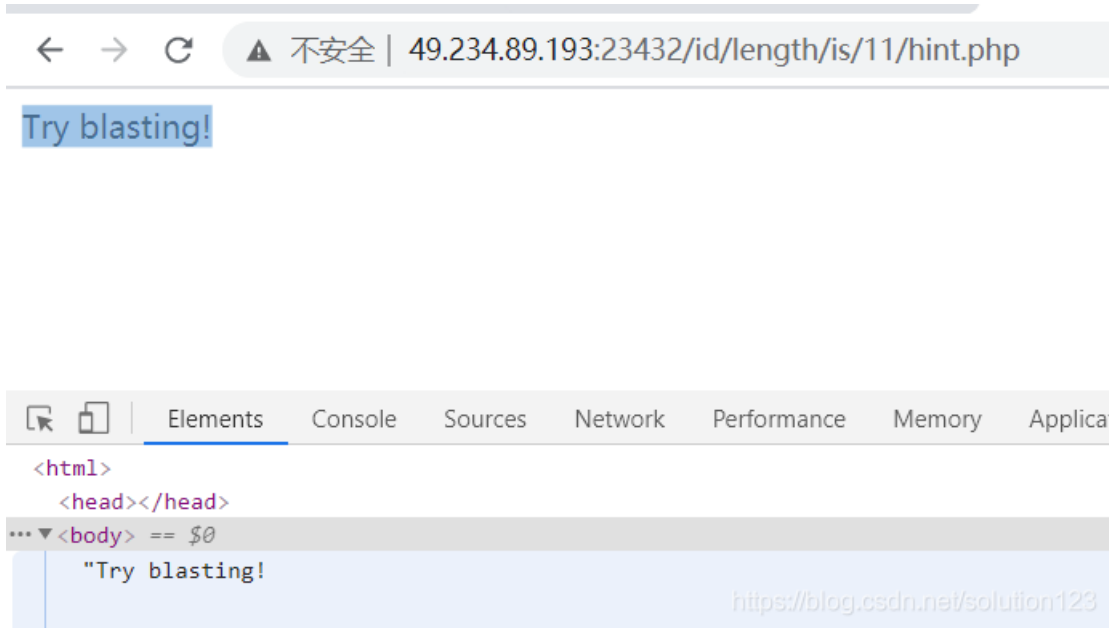 不安全 | 49.234.89.193:23432/id/length/is/11/hint.php
Try blasting!
Elements Console Sources Network Performance Memory Applica
<html>
<head></head>
··· ▼<body> == $0
"Try blasting!
https://blog.csdn.net/solution123